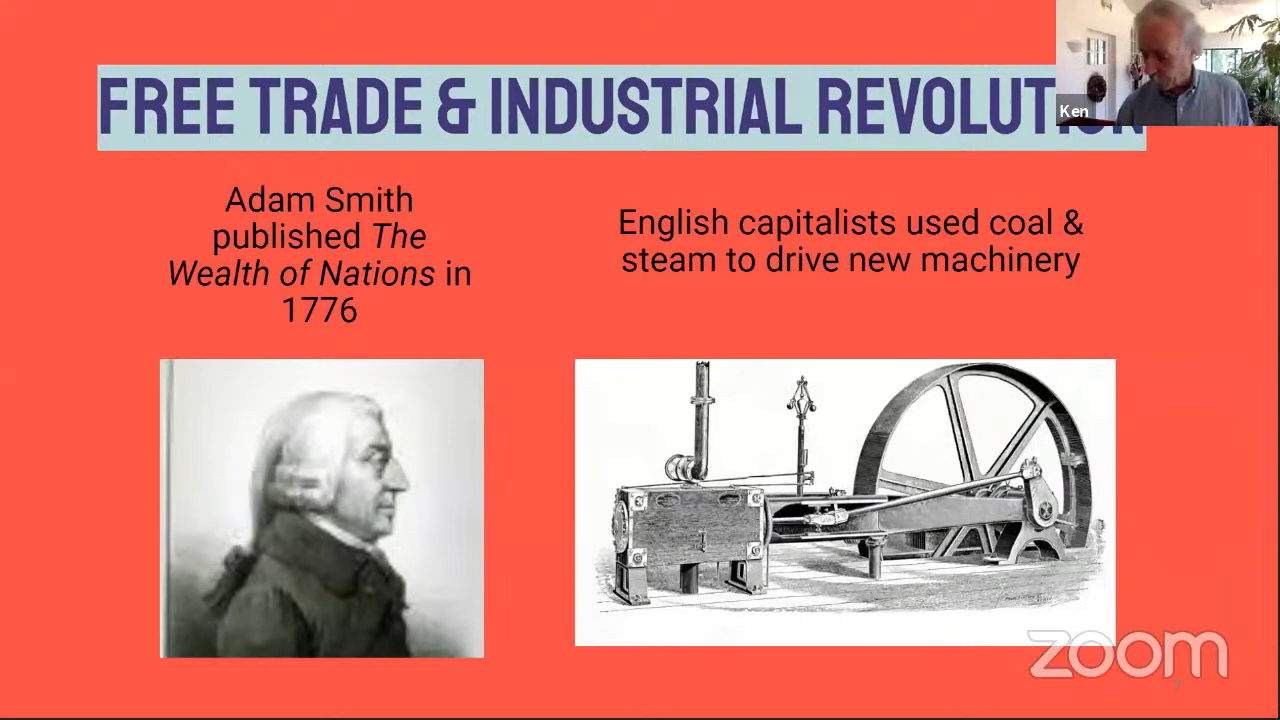 FREE TRADE & INDUSTRIAL REVOLUTION
Ken
Adam Smith
published The
Wealth of Nations in
1776
English capitalists used coal &
steam to drive new machinery
zoom